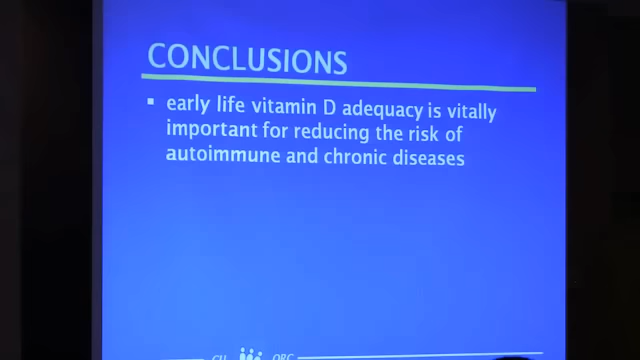 CONCLUSIONS
▪ early life vitamin D adequacy is vitally
important for reducing the risk of
autoimmune and chronic diseases